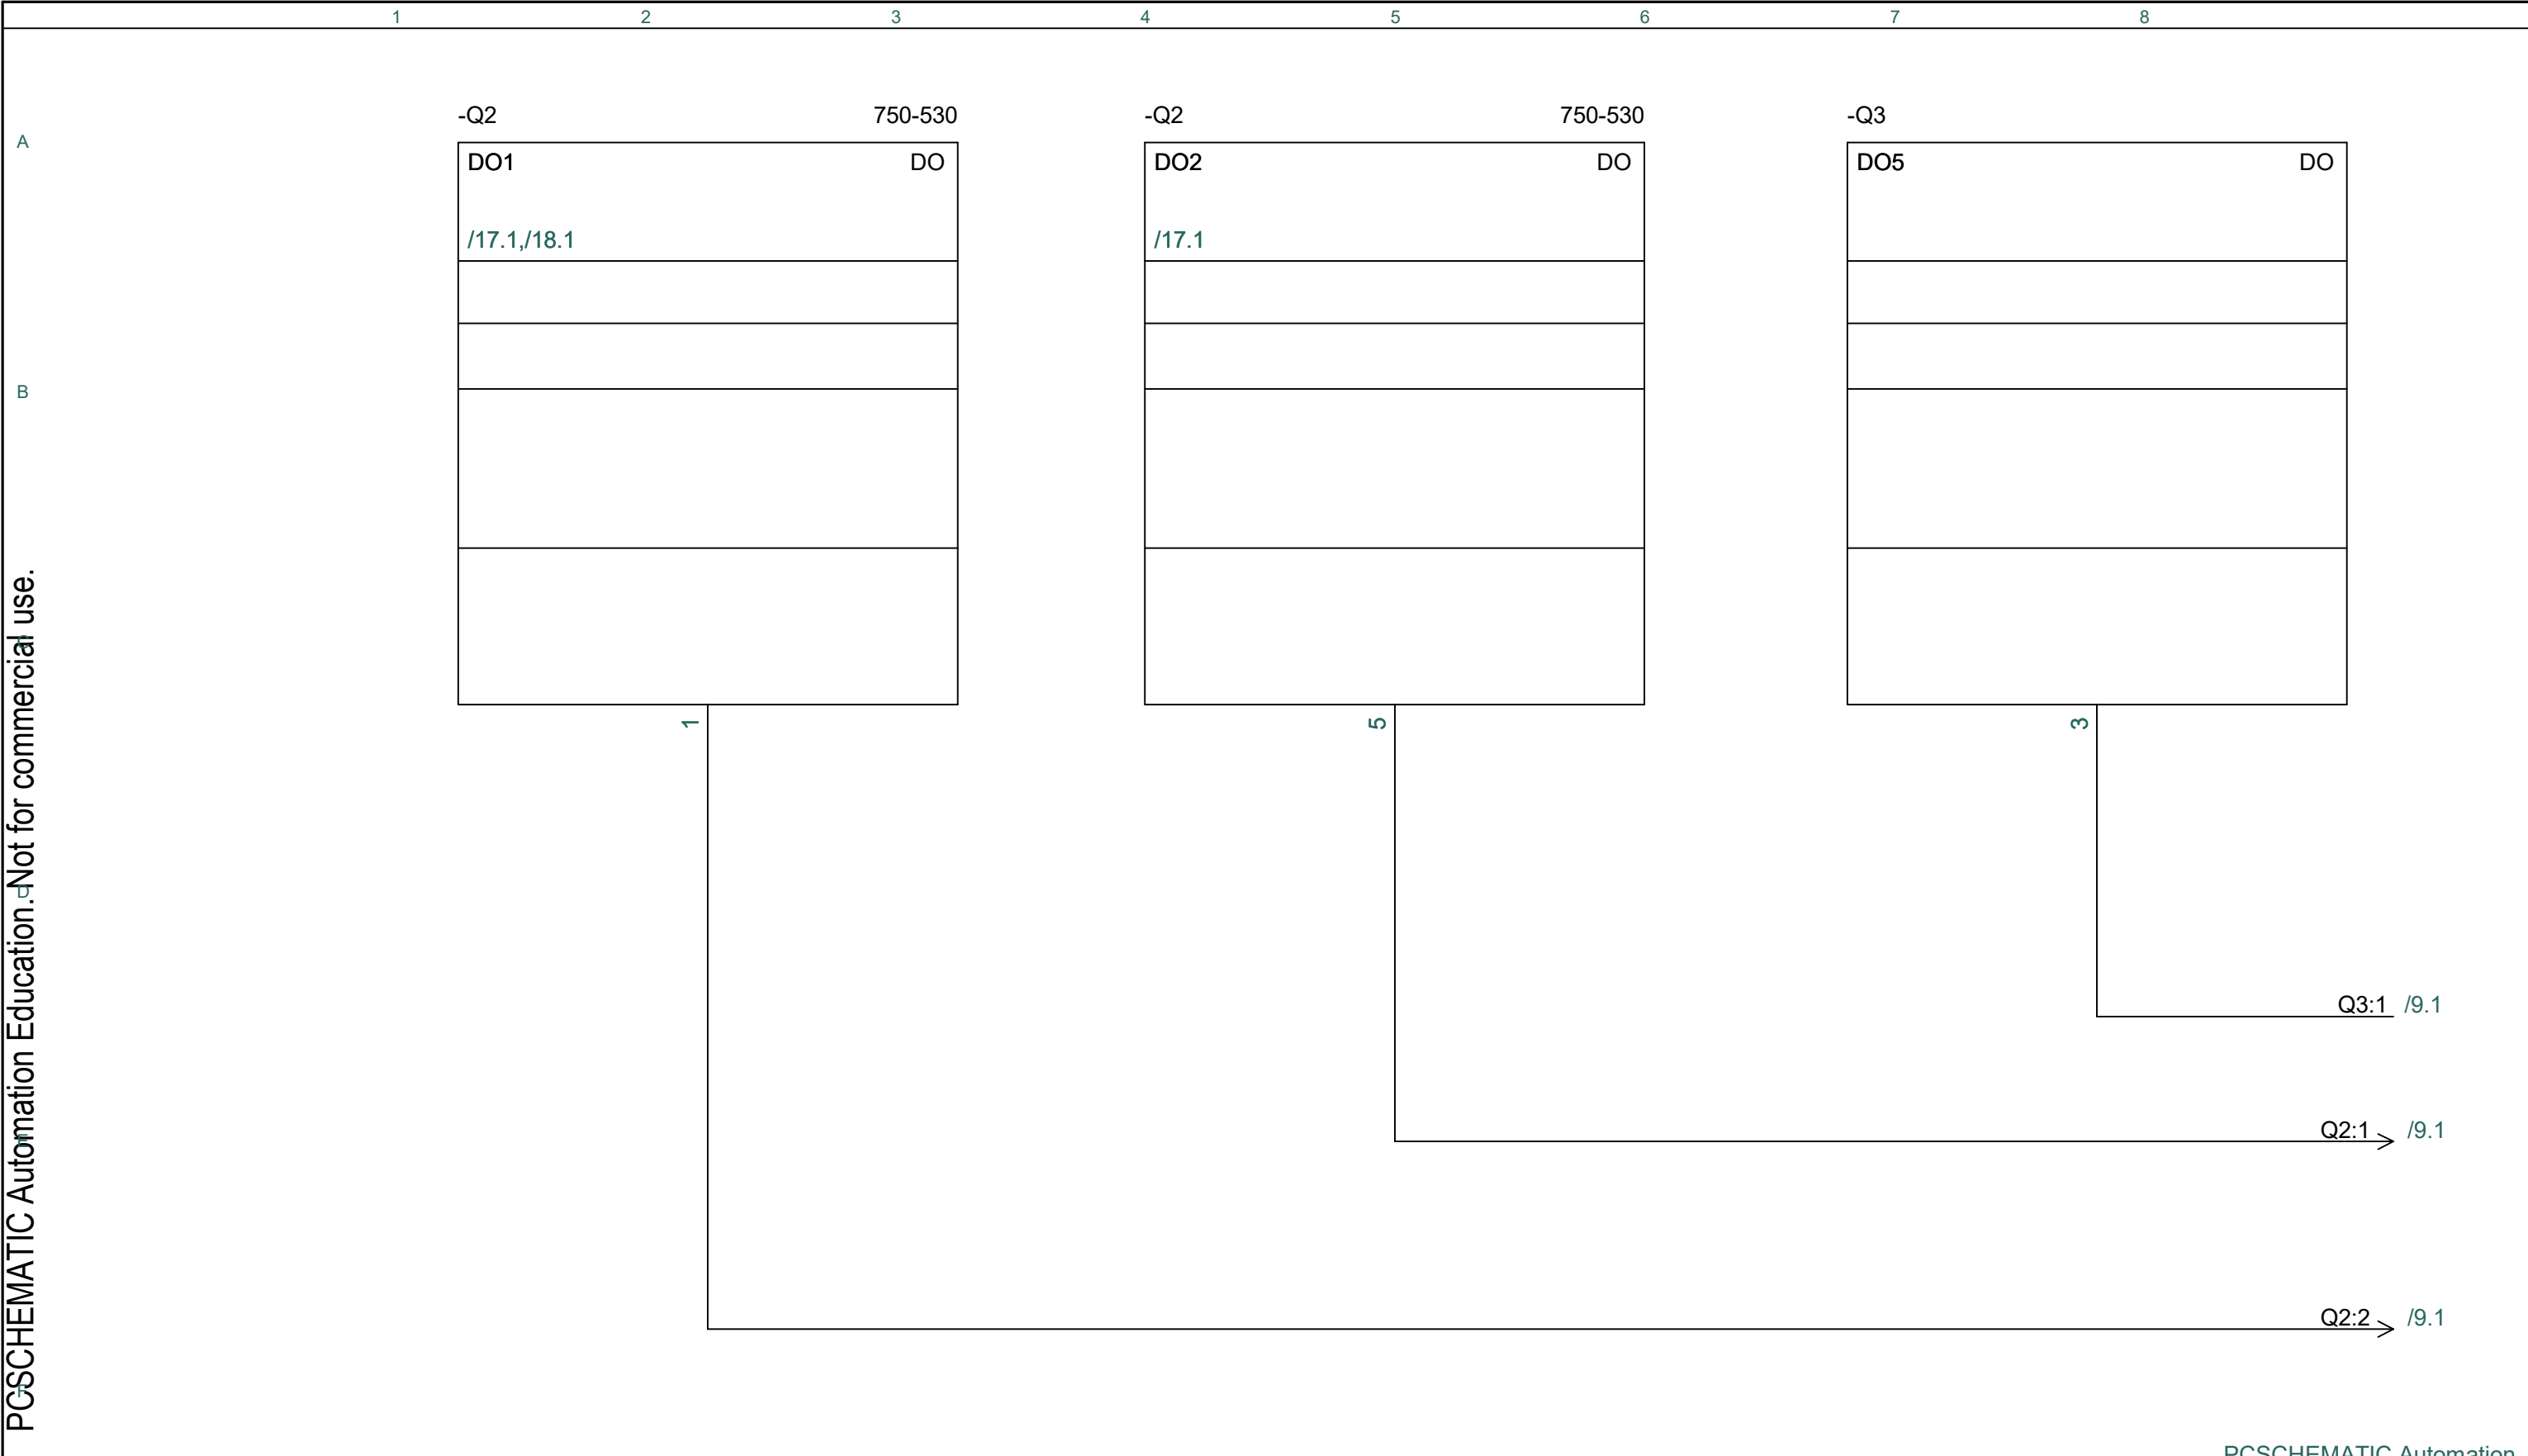 1 2 3 4 5 6 7 8
-Q2 750-530 -Q2 750-530 -Q3
A
DO1 DO DO2 DO DO5 DO
/17.1,/18.1 /17.1
B
C
1 5 3
D
Q3:1 /9.1
E
Q2:1 /9.1
Q2:2 /9.1
F
PCSCHEMATIC Automation Education. Not for commercial use.
PCSCHEMATIC Automation